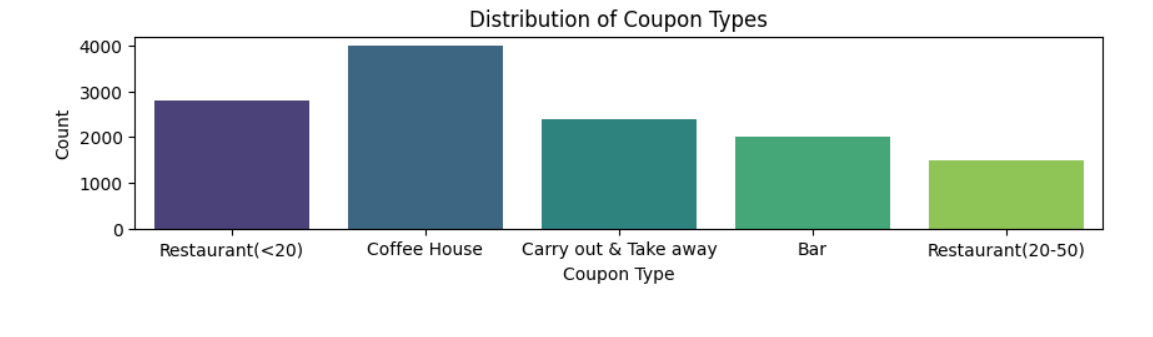 Distribution of Coupon Types
Count
4000
3000
2000
1000
0
Restaurant(<20) Coffee House Carry out & Take away Bar Restaurant(20-50)
Coupon Type